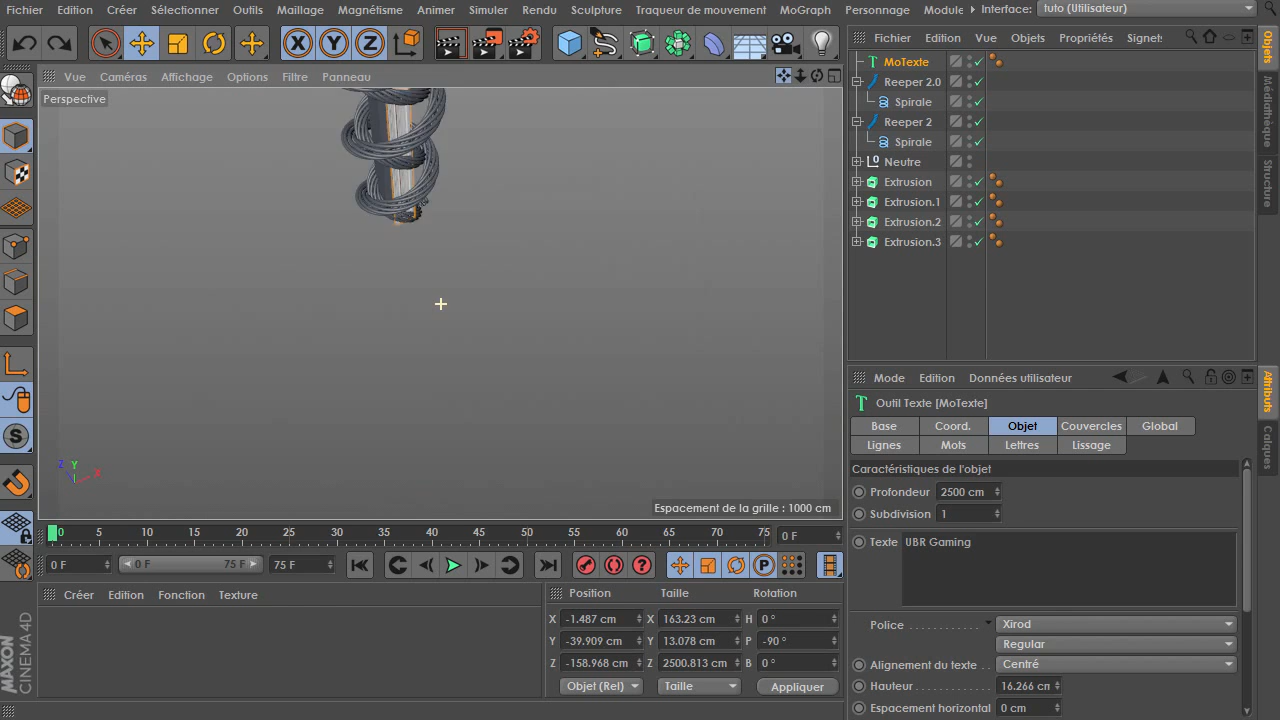 Fichier Edition Créer Sélectionner Outils Maillage Magnétisme Animer Simuler Rendu Sculpture Traqueur de mouvement MoGraph Personnage Module Interface: tuto (Utilisateur)
X Y Z
Fichier Edition Vue Objets Propriétés Signets
Vue Caméras Affichage Options Filtre Panneau
Perspective
MoTexte
Reeper 2.0
Spirale
Reeper 2
Spirale
Neutre
Extrusion
Extrusion.1
Extrusion.2
Extrusion.3
Objets
Médiathèque
Structure
Mode Edition Données utilisateur
Outil Texte [MoTexte]
Base Coord. Objet Couvercles Global
Lignes Mots Lettres Lissage
Attributs
Calques
Caractéristiques de l'objet
Profondeur 2500 cm
Subdivision 1
Texte UBR Gaming
Police Xirod
Regular
Alignement du texte Centré
Hauteur 16.266 cm
Espacement horizontal 0 cm
Z Y X
Espacement de la grille : 1000 cm
0 5 10 15 20 25 30 35 40 45 50 55 60 65 70 75 0 F
0 F 0 F 75 F 75 F
Créer Edition Fonction Texture
Position Taille Rotation
X -1.487 cm X 163.23 cm H 0 °
Y -39.909 cm Y 13.078 cm P -90 °
Z -158.968 cm Z 2500.813 cm B 0 °
Objet (Rel) Taille Appliquer
MAXON
CINEMA 4D